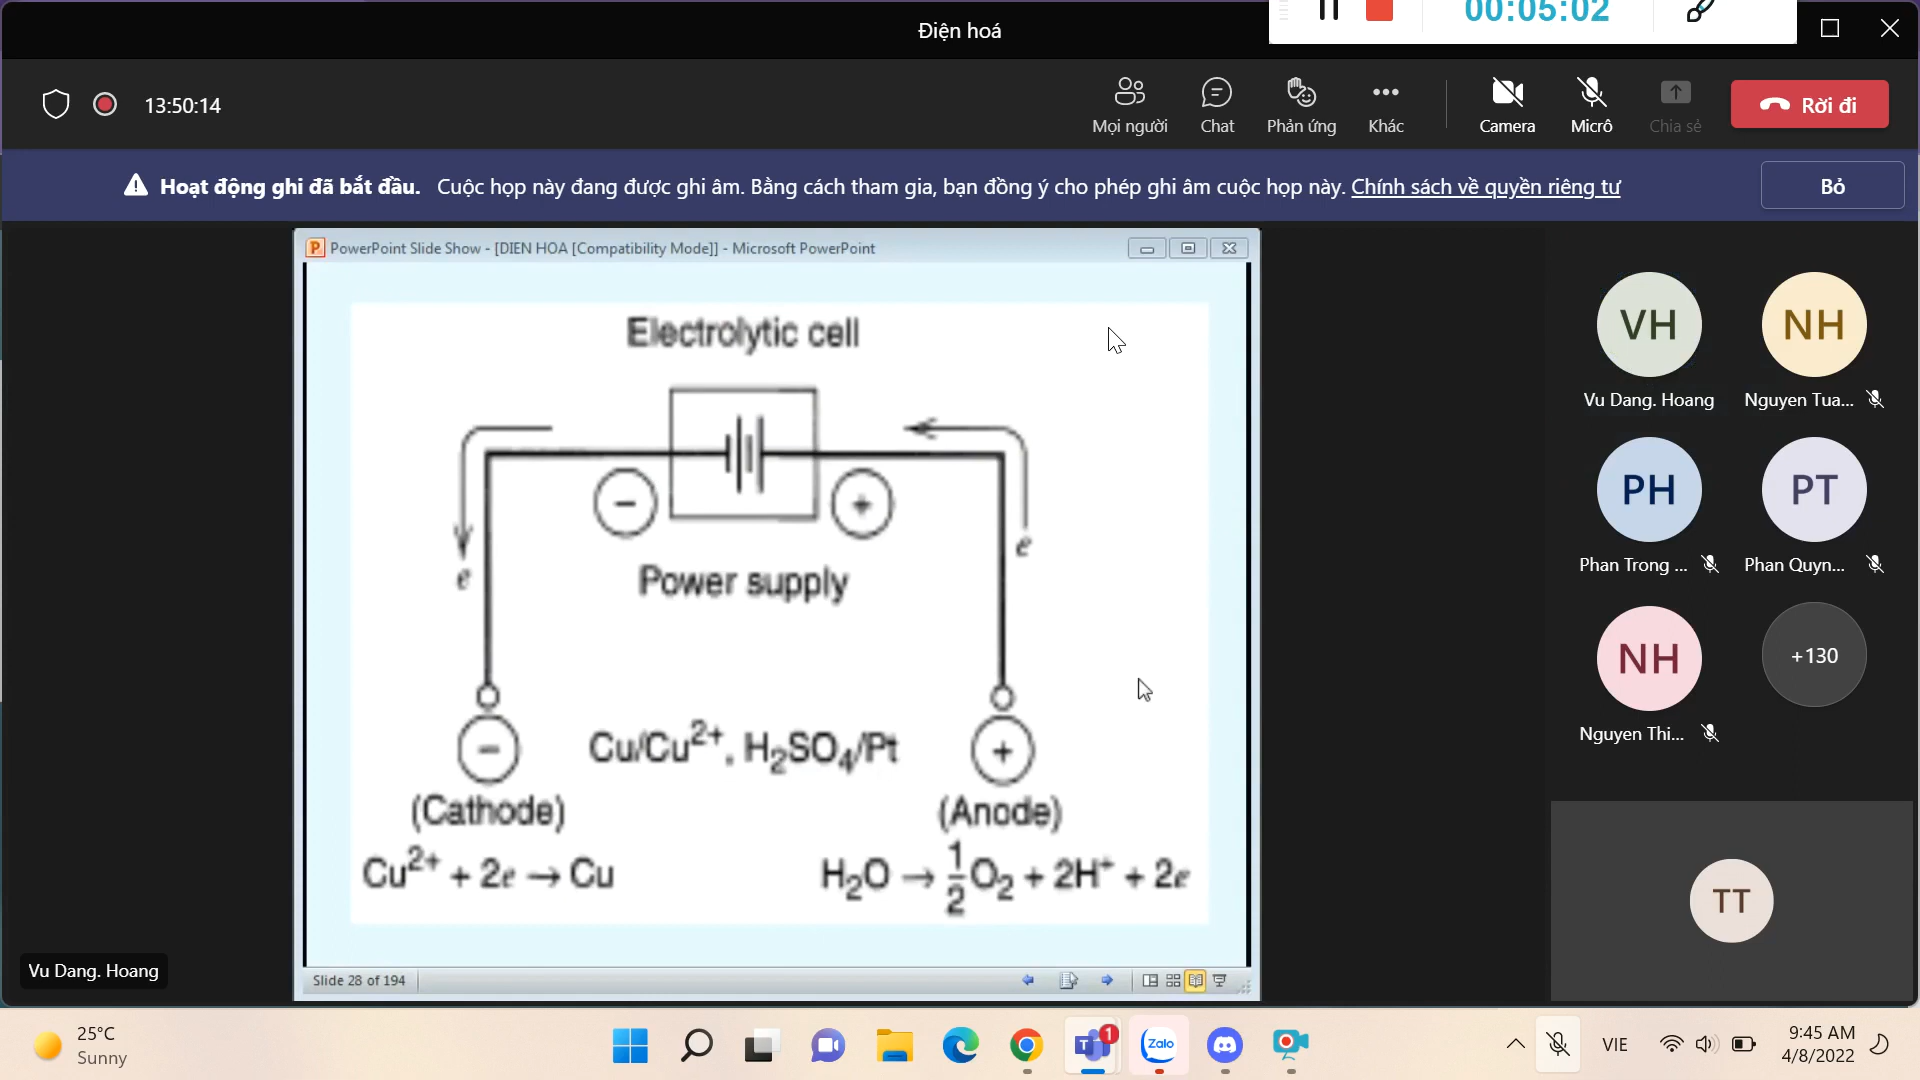 Điện hoá
00:05:02
13:50:14
Mọi người
Chat
Phản ứng
Khác
Camera
Micrô
Chia sẻ
Rời đi
Hoạt động ghi đã bắt đầu. Cuộc họp này đang được ghi âm. Bằng cách tham gia, bạn đồng ý cho phép ghi âm cuộc họp này. Chính sách về quyền riêng tư
Bỏ
PowerPoint Slide Show - [DIEN HOA [Compatibility Mode]] - Microsoft PowerPoint
Electrolytic cell
− +
e
e
Power supply
− Cu/Cu²⁺, H₂SO₄/Pt +
(Cathode) (Anode)
Cu²⁺ + 2e → Cu
H₂O → ½O₂ + 2H⁺ + 2e
Slide 28 of 194
Vu Dang. Hoang
VH
NH
Vu Dang. Hoang
Nguyen Tua...
PH
PT
Phan Trong ...
Phan Quyn...
NH
+130
Nguyen Thi...
TT
25°C
Sunny
1
Zalo
VIE
9:45 AM
4/8/2022